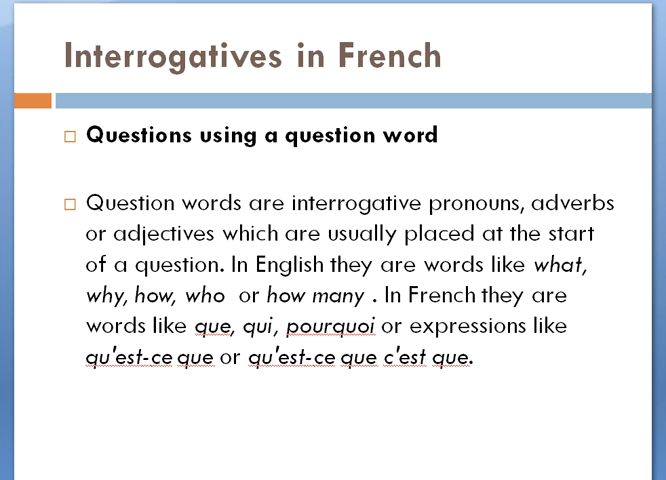 Interrogatives in French
Questions using a question word
Question words are interrogative pronouns, adverbs
or adjectives which are usually placed at the start
of a question. In English they are words like what,
why, how, who or how many . In French they are
words like que, qui, pourquoi or expressions like
qu'est-ce que or qu'est-ce que c'est que.